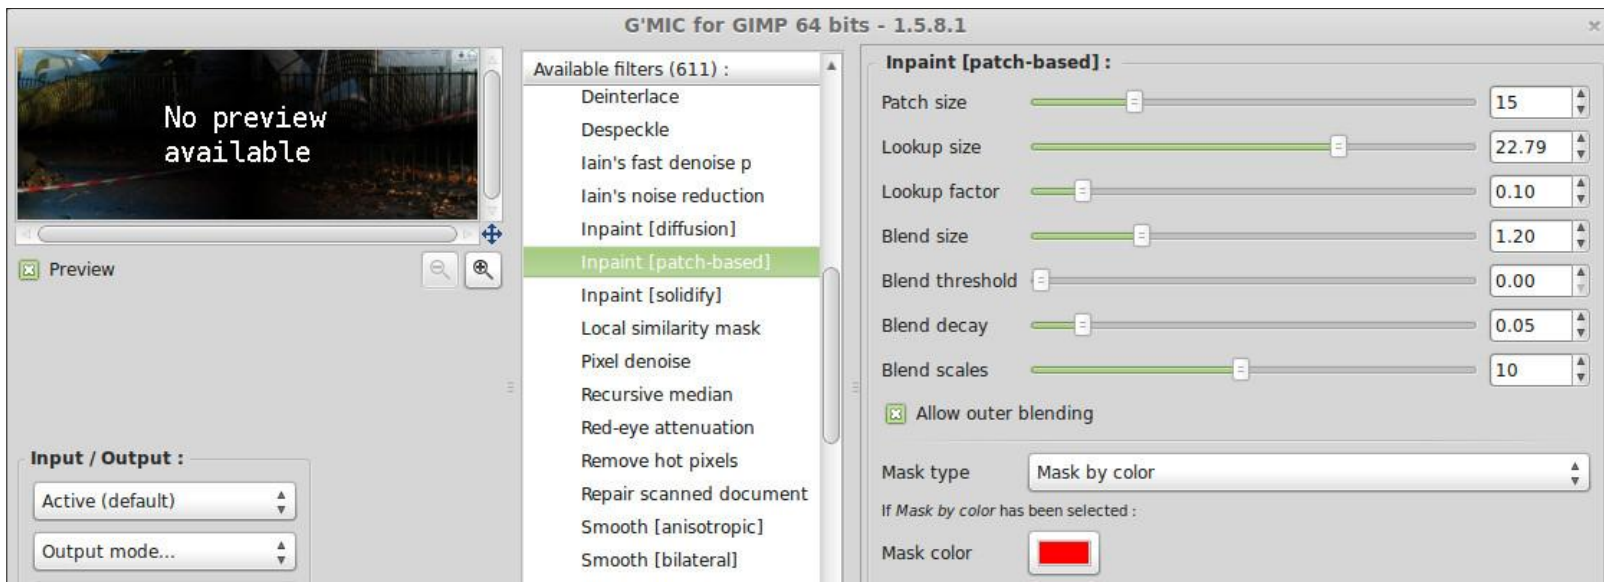 G'MIC for GIMP 64 bits - 1.5.8.1
No preview
available
Preview
Input / Output :
Active (default)
Output mode...
Available filters (611) :
Deinterlace
Despeckle
Iain's fast denoise p
Iain's noise reduction
Inpaint [diffusion]
Inpaint [patch-based]
Inpaint [solidify]
Local similarity mask
Pixel denoise
Recursive median
Red-eye attenuation
Remove hot pixels
Repair scanned document
Smooth [anisotropic]
Smooth [bilateral]
Inpaint [patch-based] :
Patch size 15
Lookup size 22.79
Lookup factor 0.10
Blend size 1.20
Blend threshold 0.00
Blend decay 0.05
Blend scales 10
Allow outer blending
Mask type Mask by color
If Mask by color has been selected :
Mask color